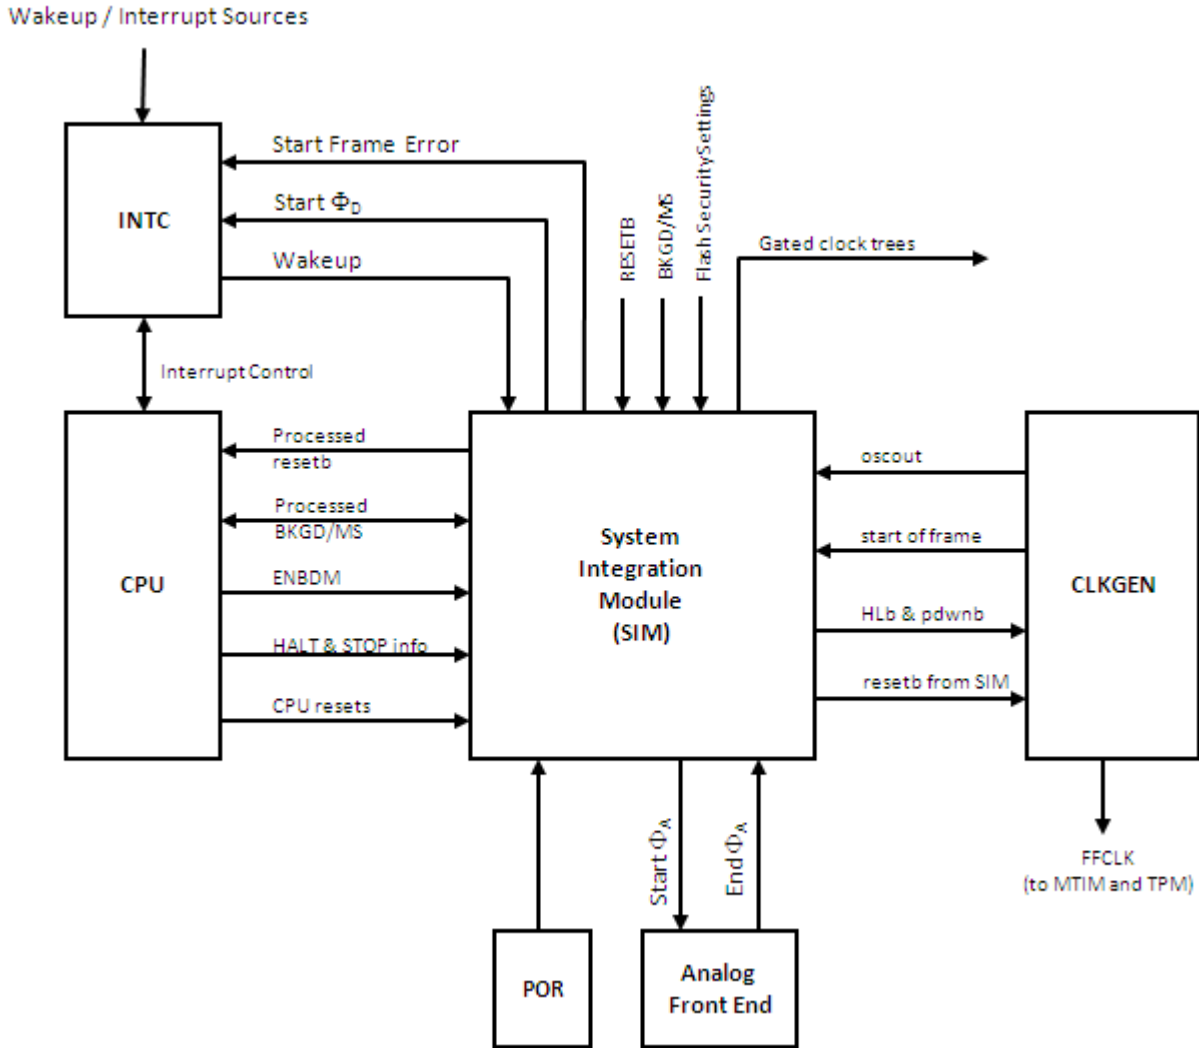 Wakeup / Interrupt Sources
Start Frame Error
Start ΦD
Wakeup
INTC
RESETB
BKGD/MS
Flash Security Settings
Gated clock trees
Interrupt Control
Processed
resetb
Processed
BKGD/MS
ENBDM
HALT & STOP info
CPU resets
CPU
System
Integration
Module
(SIM)
oscout
start of frame
HLb & pdwnb
resetb from SIM
CLKGEN
Start ΦA
End ΦA
FFCLK
(to MTIM and TPM)
POR
Analog
Front End